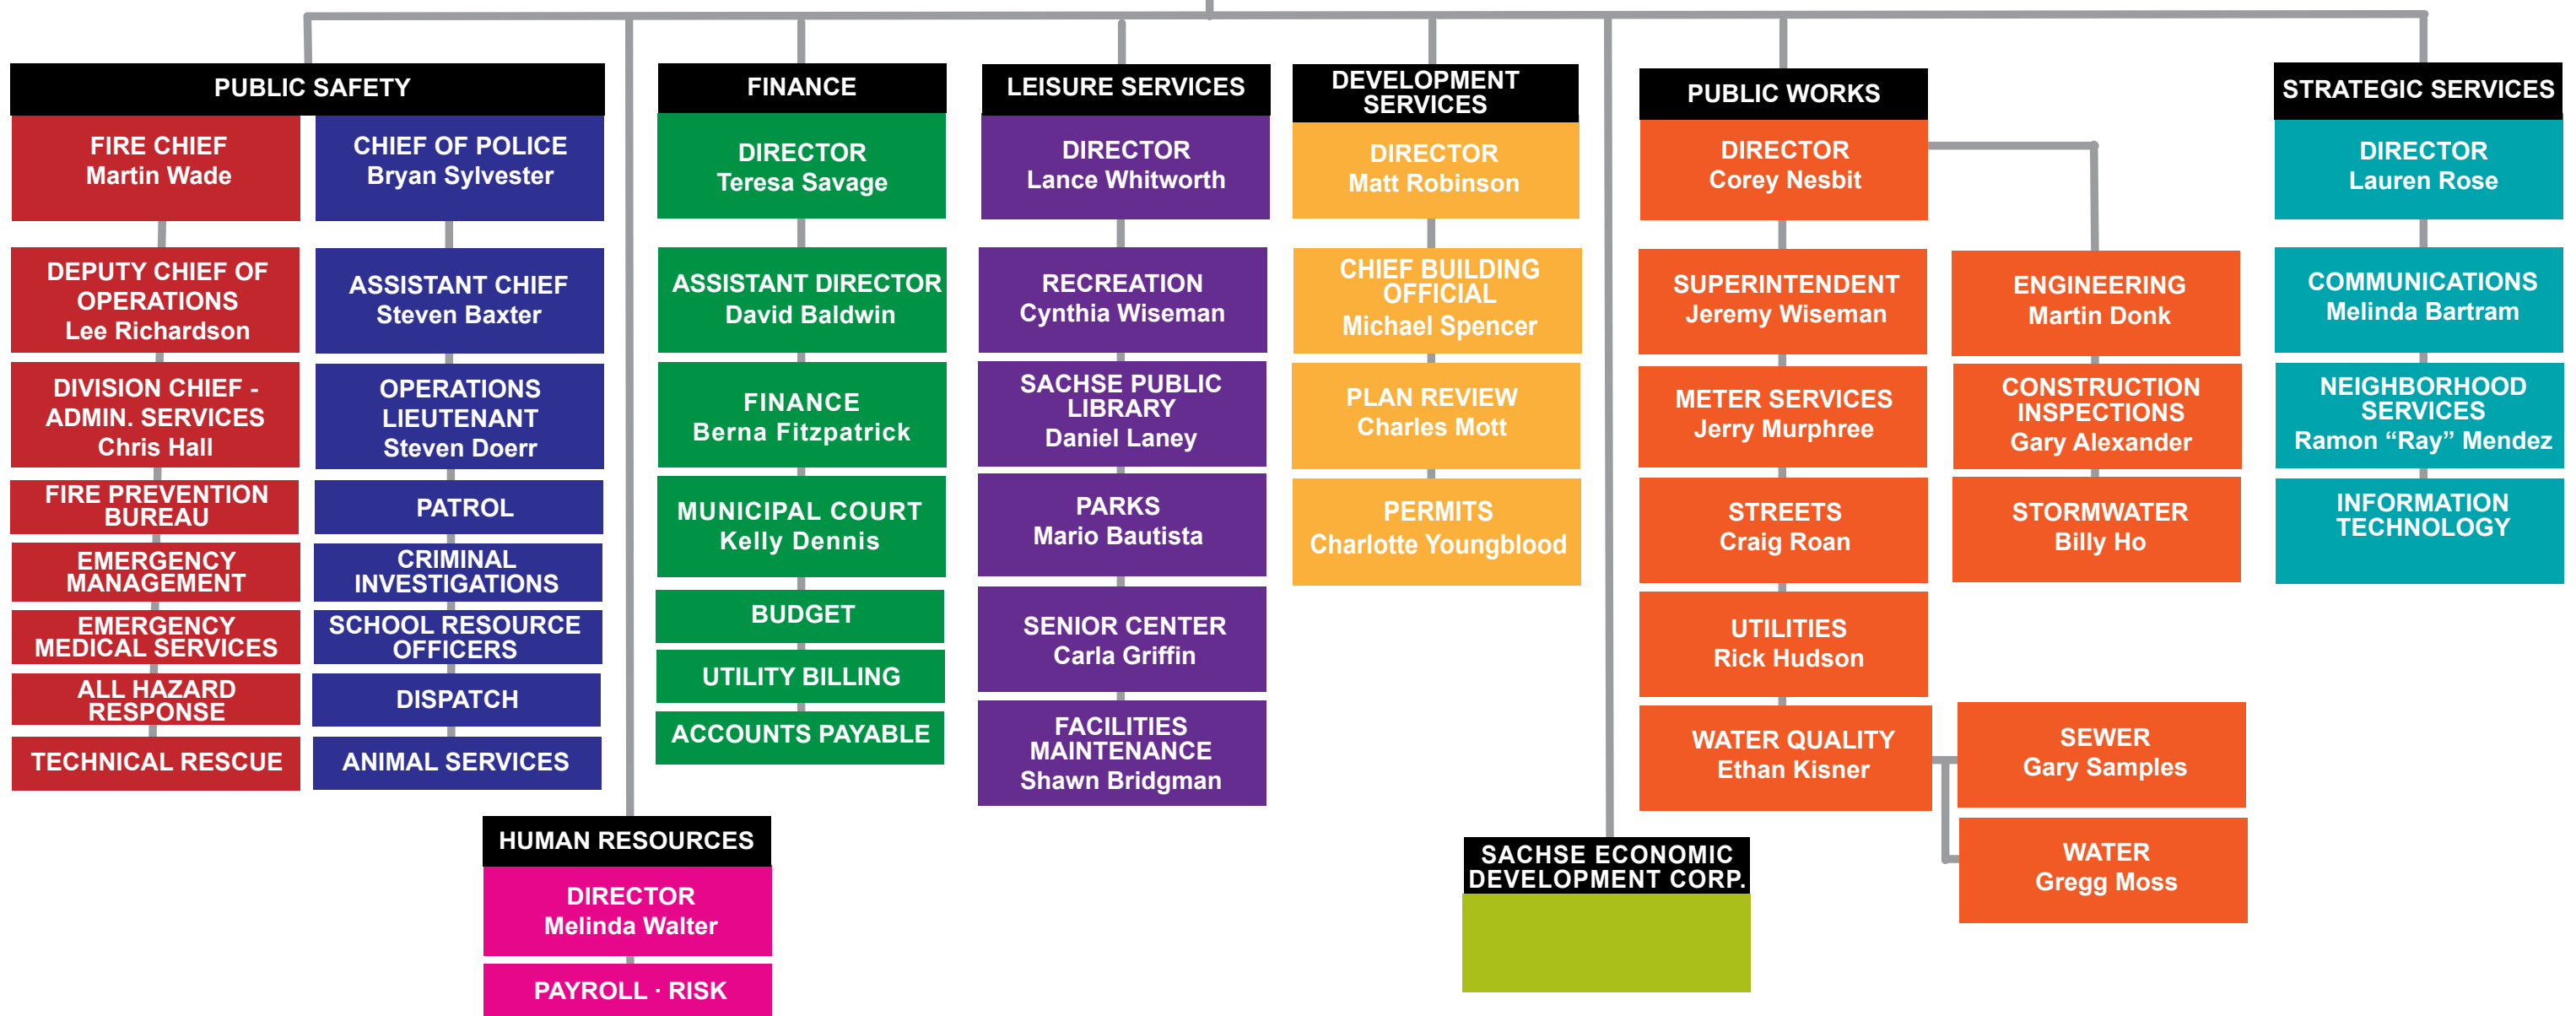 PUBLIC SAFETY
FIRE CHIEF
Martin Wade
DEPUTY CHIEF OF
OPERATIONS
Lee Richardson
DIVISION CHIEF -
ADMIN. SERVICES
Chris Hall
FIRE PREVENTION
BUREAU
EMERGENCY
MANAGEMENT
EMERGENCY
MEDICAL SERVICES
ALL HAZARD
RESPONSE
TECHNICAL RESCUE
CHIEF OF POLICE
Bryan Sylvester
ASSISTANT CHIEF
Steven Baxter
OPERATIONS
LIEUTENANT
Steven Doerr
PATROL
CRIMINAL
INVESTIGATIONS
SCHOOL RESOURCE
OFFICERS
DISPATCH
ANIMAL SERVICES
HUMAN RESOURCES
DIRECTOR
Melinda Walter
PAYROLL · RISK
FINANCE
DIRECTOR
Teresa Savage
ASSISTANT DIRECTOR
David Baldwin
FINANCE
Berna Fitzpatrick
MUNICIPAL COURT
Kelly Dennis
BUDGET
UTILITY BILLING
ACCOUNTS PAYABLE
LEISURE SERVICES
DIRECTOR
Lance Whitworth
RECREATION
Cynthia Wiseman
SACHSE PUBLIC
LIBRARY
Daniel Laney
PARKS
Mario Bautista
SENIOR CENTER
Carla Griffin
FACILITIES
MAINTENANCE
Shawn Bridgman
DEVELOPMENT
SERVICES
DIRECTOR
Matt Robinson
CHIEF BUILDING
OFFICIAL
Michael Spencer
PLAN REVIEW
Charles Mott
PERMITS
Charlotte Youngblood
SACHSE ECONOMIC
DEVELOPMENT CORP.
PUBLIC WORKS
DIRECTOR
Corey Nesbit
SUPERINTENDENT
Jeremy Wiseman
METER SERVICES
Jerry Murphree
STREETS
Craig Roan
UTILITIES
Rick Hudson
WATER QUALITY
Ethan Kisner
ENGINEERING
Martin Donk
CONSTRUCTION
INSPECTIONS
Gary Alexander
STORMWATER
Billy Ho
SEWER
Gary Samples
WATER
Gregg Moss
STRATEGIC SERVICES
DIRECTOR
Lauren Rose
COMMUNICATIONS
Melinda Bartram
NEIGHBORHOOD
SERVICES
Ramon “Ray” Mendez
INFORMATION
TECHNOLOGY